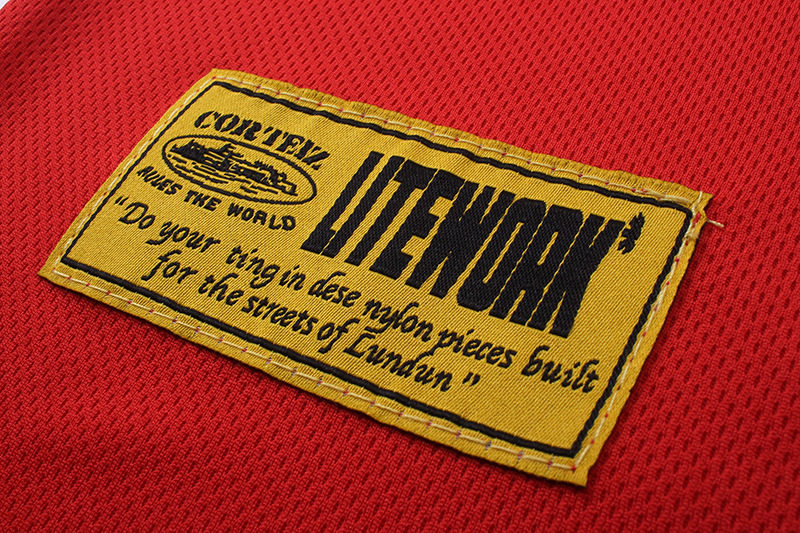 CORTEIZ
RULES THE WORLD
LITEWORK*
"Do your ting in dese nylon pieces built
for the streets of Lundun"